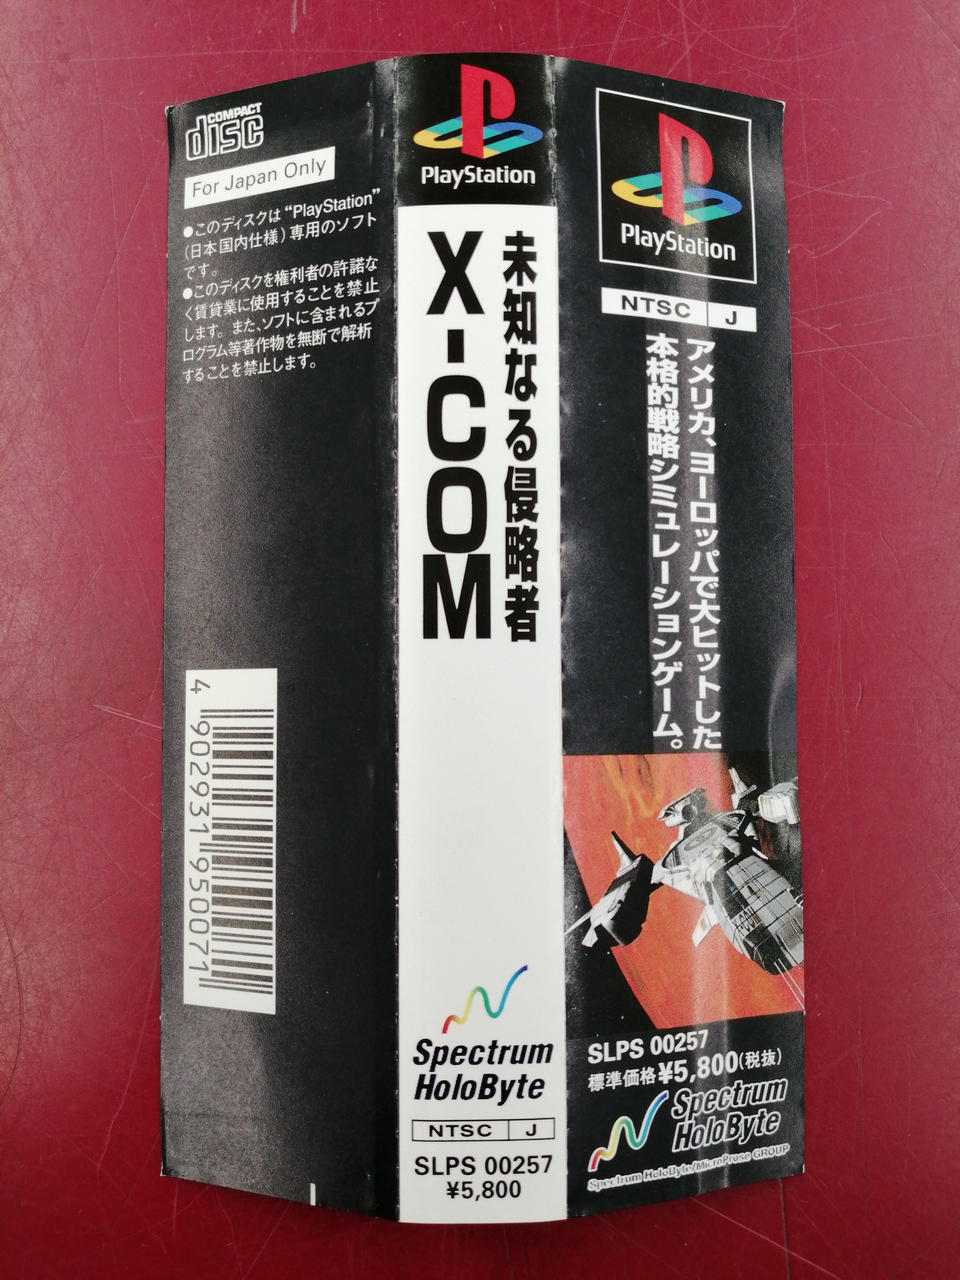 COMPACT
disc
For Japan Only
●このディスクは“PlayStation”
(日本国内仕様)専用のソフト
です。
●このディスクを権利者の許諾な
く賃貸業に使用することを禁止
します。また、ソフトに含まれるプ
ログラム等著作物を無断で解析
することを禁止します。
4 902931 950071
PlayStation
未知なる侵略者
X-COM
Spectrum
HoloByte
NTSC J
SLPS 00257
¥5,800
PlayStation
NTSC J
アメリカ、ヨーロッパで大ヒットした
本格的戦略シミュレーションゲーム。
SLPS 00257
標準価格¥5,800(税抜)
Spectrum
HoloByte
Spectrum HoloByte/MicroProse GROUP